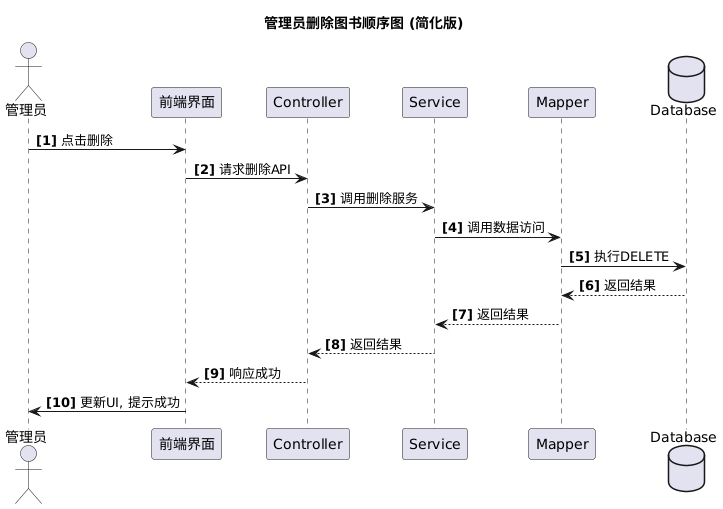 管理员删除图书顺序图 (简化版)
管理员
前端界面
Controller
Service
Mapper
Database
[1] 点击删除
[2] 请求删除API
[3] 调用删除服务
[4] 调用数据访问
[5] 执行DELETE
[6] 返回结果
[7] 返回结果
[8] 返回结果
[9] 响应成功
[10] 更新UI, 提示成功
管理员
前端界面
Controller
Service
Mapper
Database